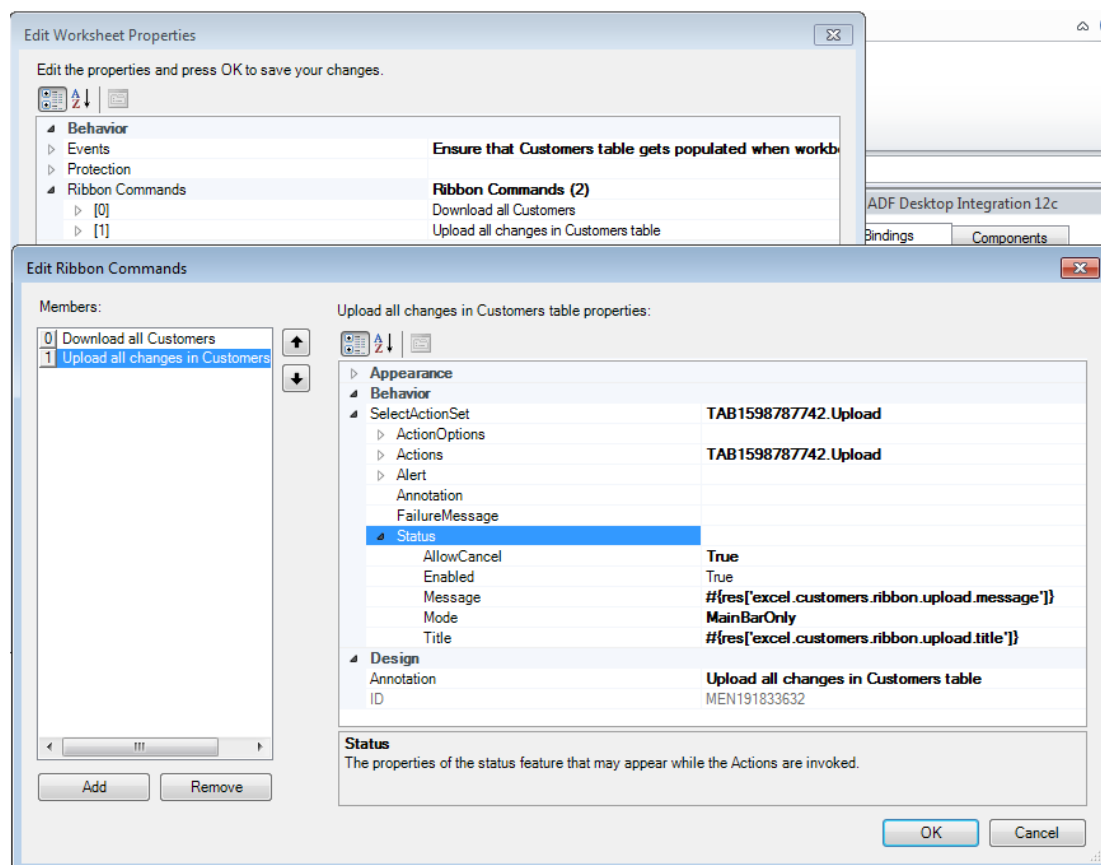 Edit Worksheet Properties
Edit the properties and press OK to save your changes.
Behavior
Events Ensure that Customers table gets populated when workb
Protection
Ribbon Commands Ribbon Commands (2)
[0] Download all Customers
[1] Upload all changes in Customers table
ADF Desktop Integration 12c
Bindings Components
Edit Ribbon Commands
Members:
0 Download all Customers
1 Upload all changes in Customers
Add Remove
Upload all changes in Customers table properties:
Appearance
Behavior
SelectActionSet TAB1598787742.Upload
ActionOptions
Actions TAB1598787742.Upload
Alert
Annotation
FailureMessage
Status
AllowCancel True
Enabled True
Message #{res['excel.customers.ribbon.upload.message']}
Mode MainBarOnly
Title #{res['excel.customers.ribbon.upload.title']}
Design
Annotation Upload all changes in Customers table
ID MEN191833632
Status
The properties of the status feature that may appear while the Actions are invoked.
OK Cancel